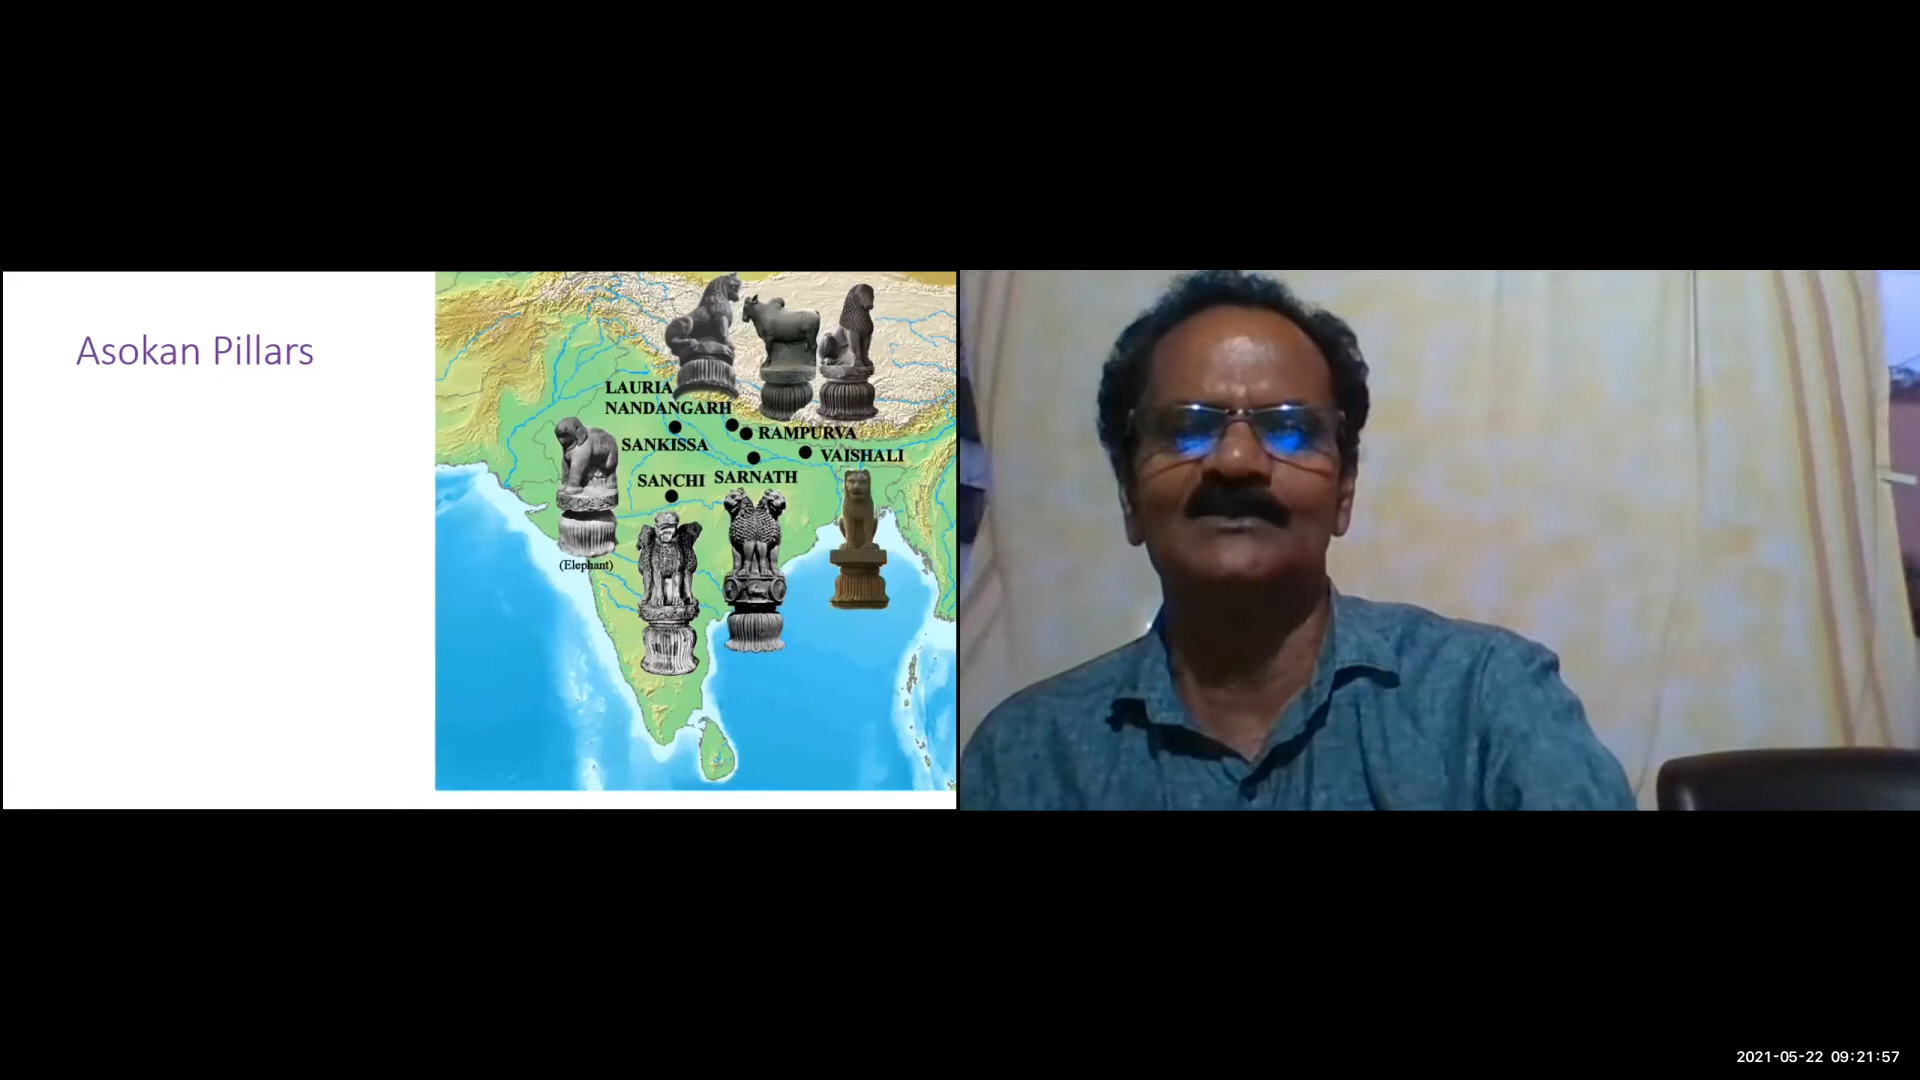 Asokan Pillars
LAURIA
NANDANGARH
SANKISSA
RAMPURVA
VAISHALI
SANCHI
SARNATH
(Elephant)
2021-05-22 09:21:57